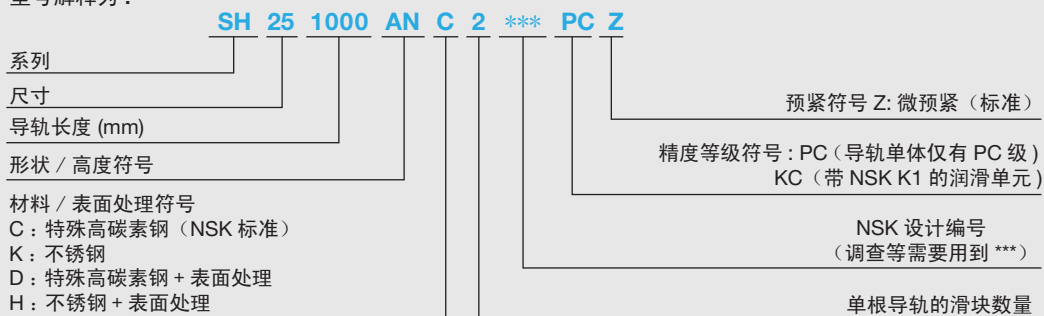 型号解释为：
SH 25 1000 AN C 2 *** PC Z
系列
尺寸
导轨长度 (mm)
形状 / 高度符号
材料 / 表面处理符号
C：特殊高碳素钢（NSK 标准）
K：不锈钢
D：特殊高碳素钢 + 表面处理
H：不锈钢 + 表面处理
预紧符号 Z: 微预紧（标准）
精度等级符号 : PC（导轨单体仅有 PC 级 )
KC（带 NSK K1 的润滑单元 )
NSK 设计编号
（调查等需要用到 ***）
单根导轨的滑块数量